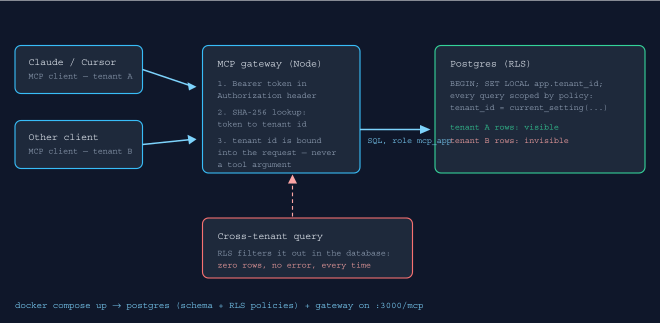 Claude / Cursor
MCP client — tenant A
Other client
MCP client — tenant B
MCP gateway (Node)
1. Bearer token in
Authorization header
2. SHA-256 lookup:
token to tenant id
3. tenant id is bound
into the request — never
a tool argument
SQL, role mcp_app
Postgres (RLS)
BEGIN; SET LOCAL app.tenant_id;
every query scoped by policy:
tenant_id = current_setting(...)
tenant A rows: visible
tenant B rows: invisible
Cross-tenant query
RLS filters it out in the database:
zero rows, no error, every time
docker compose up → postgres (schema + RLS policies) + gateway on :3000/mcp